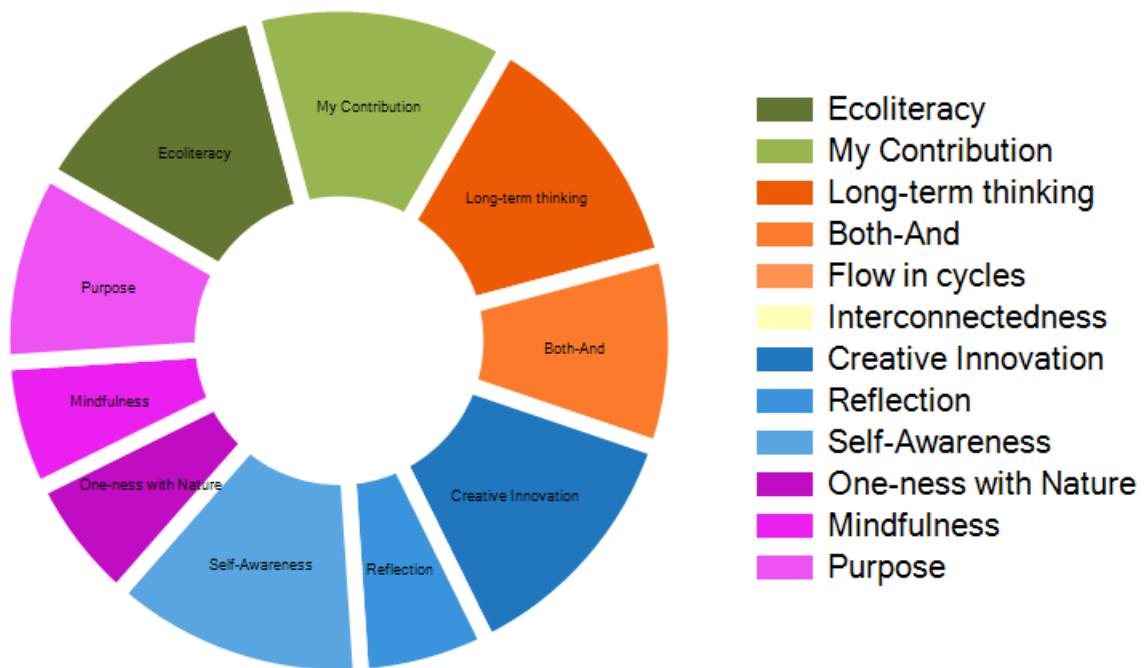 My Contribution
Ecoliteracy
Long-term thinking
Purpose
Both-And
Mindfulness
One-ness with Nature
Creative Innovation
Self-Awareness
Reflection
Ecoliteracy
My Contribution
Long-term thinking
Both-And
Flow in cycles
Interconnectedness
Creative Innovation
Reflection
Self-Awareness
One-ness with Nature
Mindfulness
Purpose